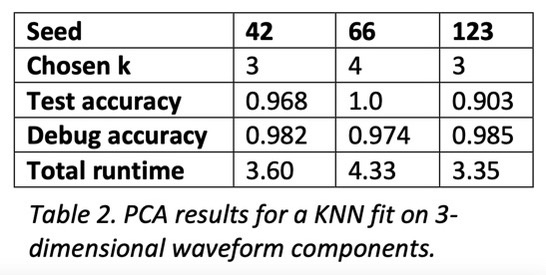 Seed 42 66 123
Chosen k 3 4 3
Test accuracy 0.968 1.0 0.903
Debug accuracy 0.982 0.974 0.985
Total runtime 3.60 4.33 3.35
Table 2. PCA results for a KNN fit on 3-
dimensional waveform components.